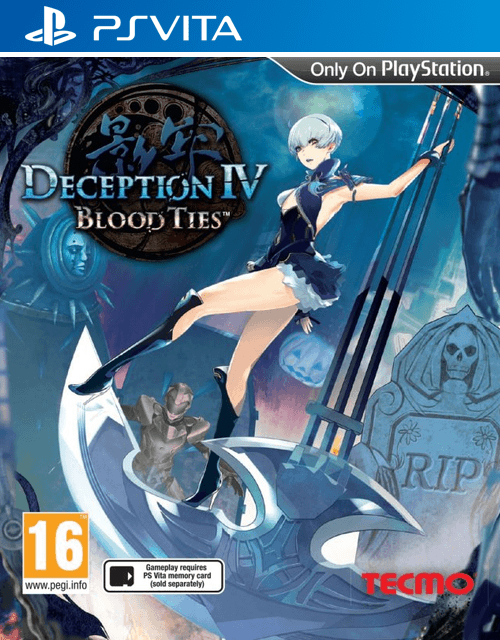 PSVITA
Only On PlayStation®
影牢
DECEPTION IV
BLOOD TIES™
RIP
16
www.pegi.info
Gameplay requires
PS Vita memory card
(sold separately)
TECMO